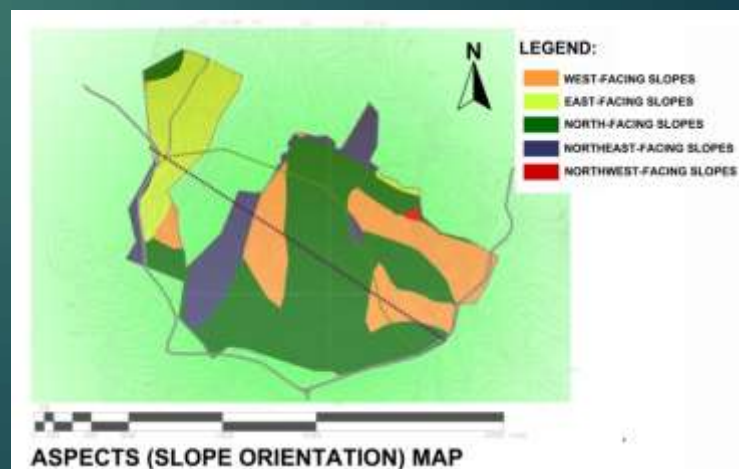 N
LEGEND:
WEST-FACING SLOPES
EAST-FACING SLOPES
NORTH-FACING SLOPES
NORTHEAST-FACING SLOPES
NORTHWEST-FACING SLOPES
ASPECTS (SLOPE ORIENTATION) MAP